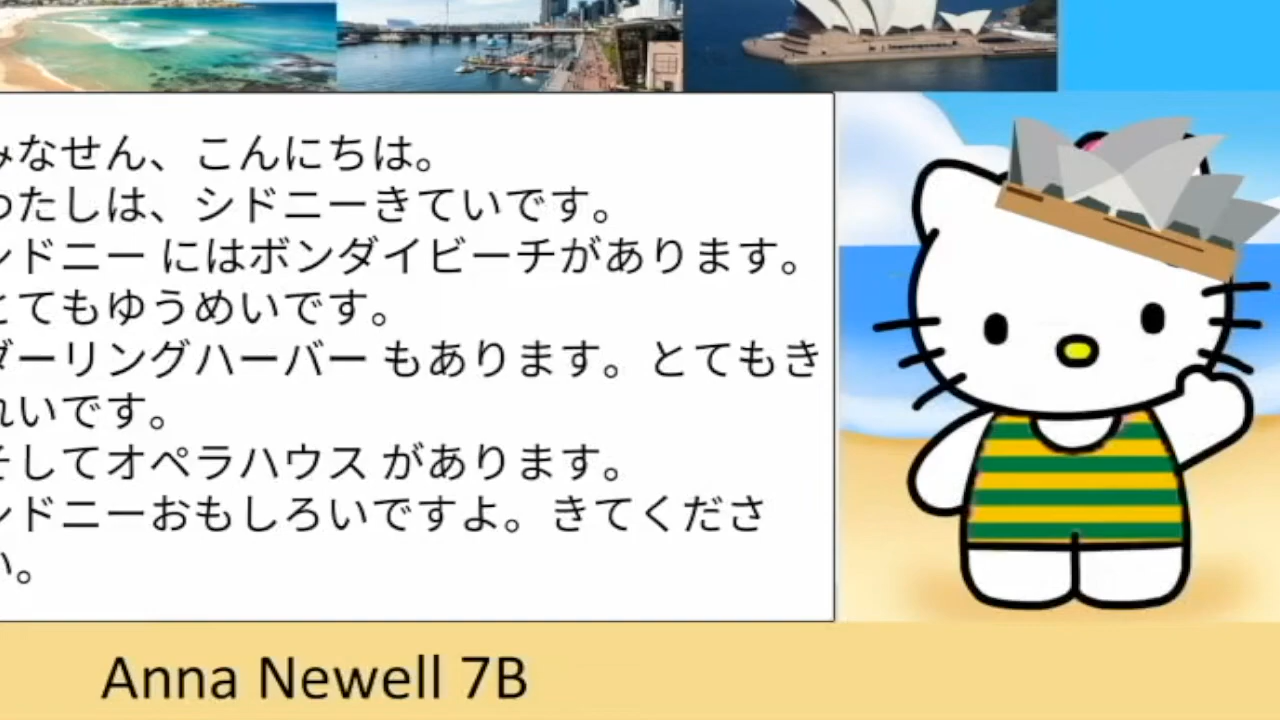 みなせん、こんにちは。
わたしは、シドニーきていです。
シドニー にはボンダイビーチがあります。
とてもゆうめいです。
ダーリングハーバー もあります。とてもき
れいです。
そしてオペラハウス があります。
シドニーおもしろいですよ。きてくださ
い。
Anna Newell 7B